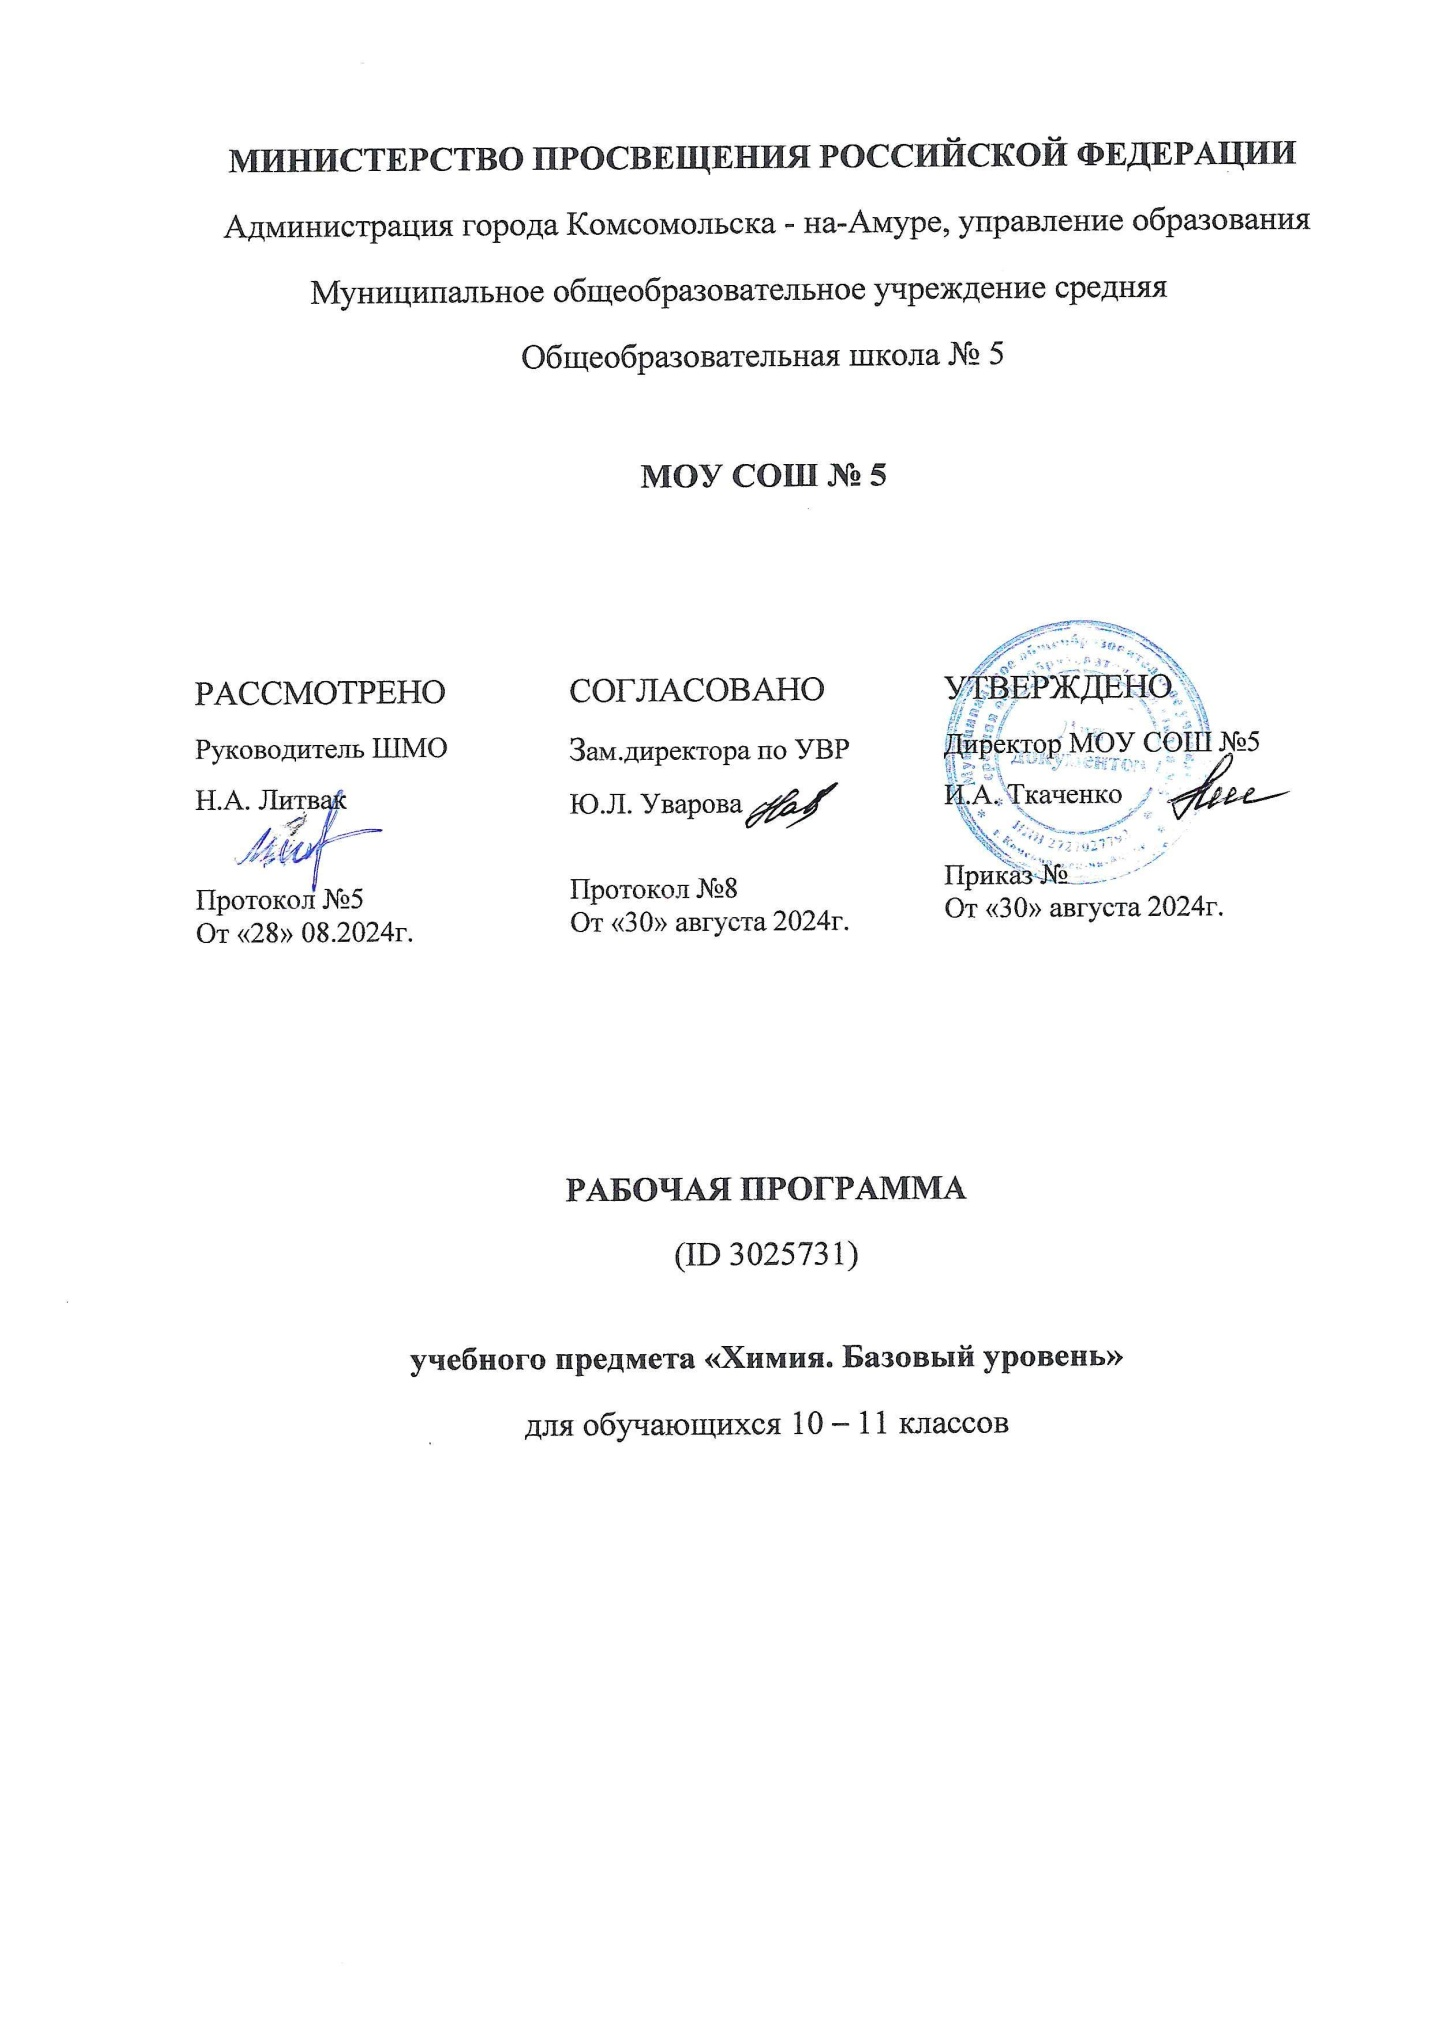 МИНИСТЕРСТВО ПРОСВЕЩЕНИЯ РОССИЙСКОЙ ФЕДЕРАЦИИ
Администрация города Комсомольска - на-Амуре, управление образования
Муниципальное общеобразовательное учреждение средняя
Общеобразовательная школа № 5
МОУ СОШ № 5
РАССМОТРЕНО
Руководитель ШМО
Н.А. Литвак
Протокол №5
От «28» 08.2024г.
СОГЛАСОВАНО
Зам.директора по УВР
Ю.Л. Уварова
Протокол №8
От «30» августа 2024г.
УТВЕРЖДЕНО
Директор МОУ СОШ №5
И.А. Ткаченко
Приказ №
От «30» августа 2024г.
Для
документов
РАБОЧАЯ ПРОГРАММА
(ID 3025731)
учебного предмета «Химия. Базовый уровень»
для обучающихся 10 – 11 классов